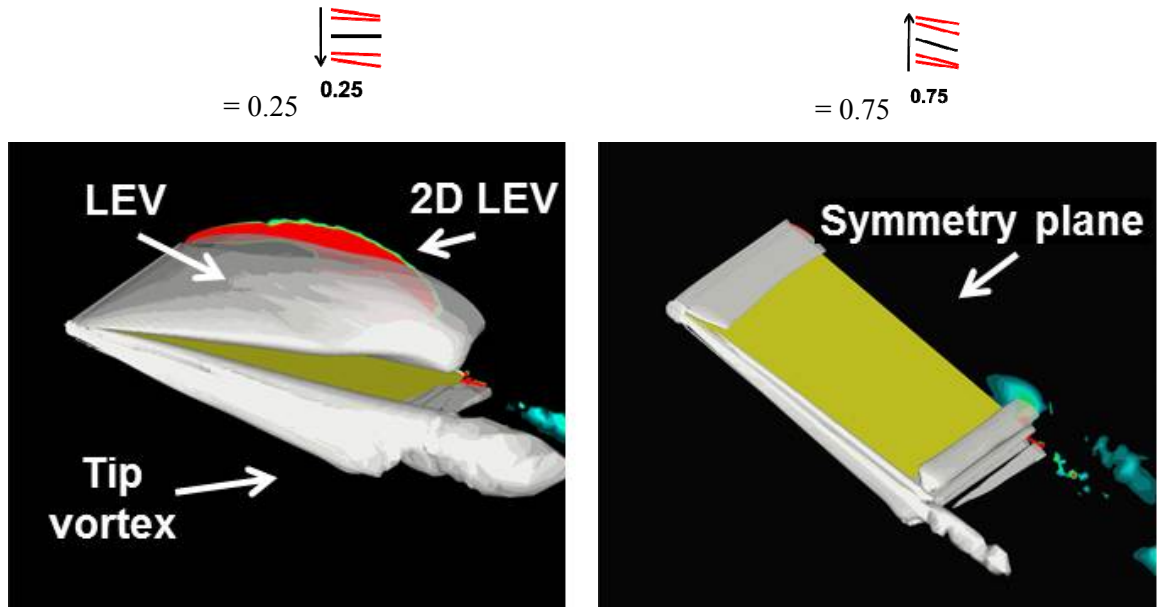 0.25
= 0.25
0.75
= 0.75
LEV
2D LEV
Tip
vortex
Symmetry plane